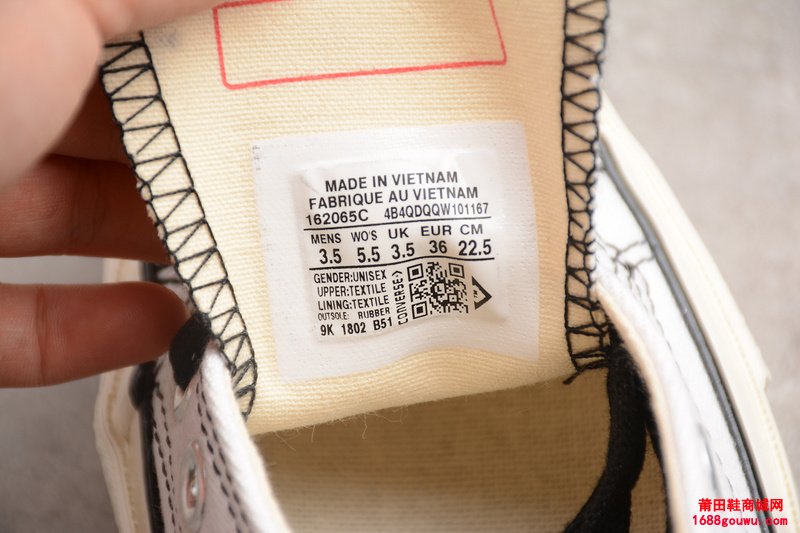 MADE IN VIETNAM
FABRIQUE AU VIETNAM
162065C 4B4QDQQW101167
MENS WO'S UK EUR CM
3.5 5.5 3.5 36 22.5
GENDER:UNISEX
UPPER:TEXTILE
LINING:TEXTILE
OUTSOLE: RUBBER
9K 1802 B51
CONVERSE->
莆田鞋商城网
1688gouwu.com